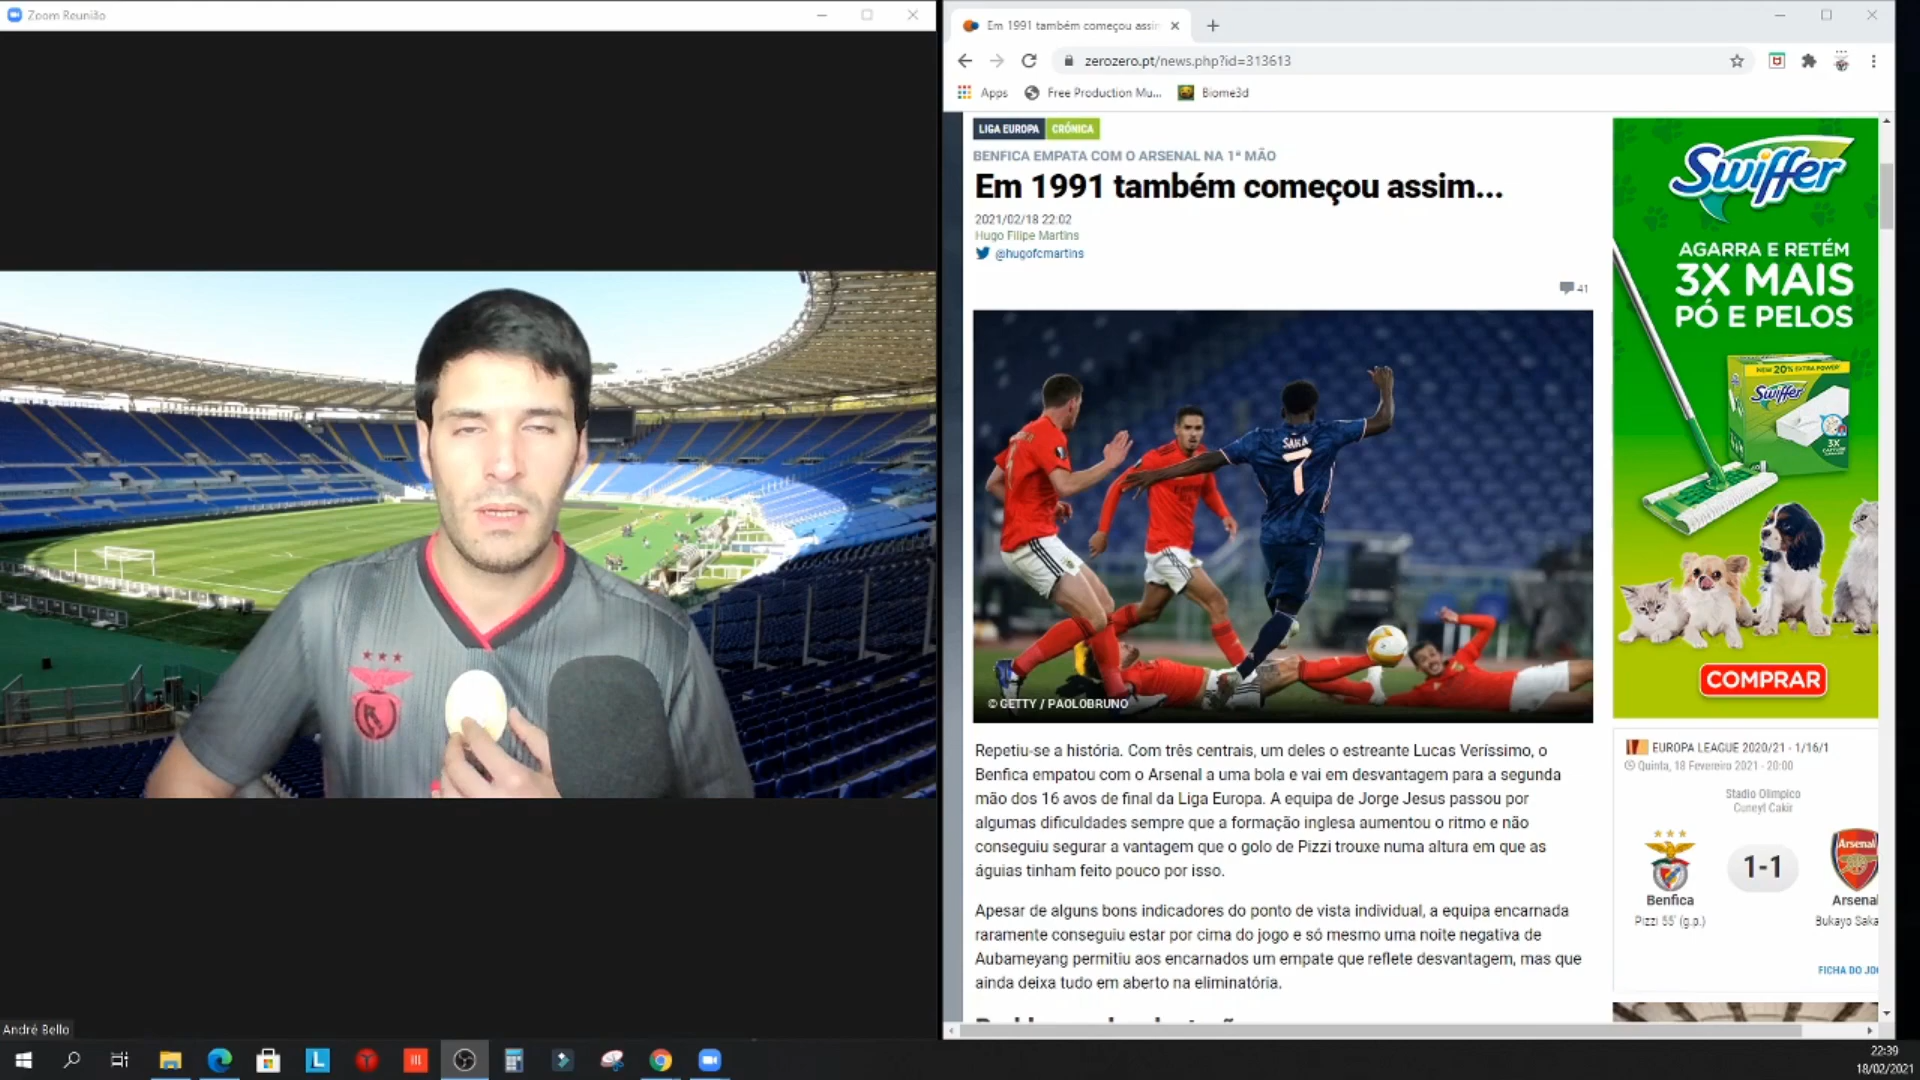 Zoom Reunião
André Bello
Em 1991 também começou assi
zerozero.pt/news.php?id=313613
Apps
Free Production Mu...
Biome3d
LIGA EUROPA
CRÓNICA
BENFICA EMPATA COM O ARSENAL NA 1ª MÃO
Em 1991 também começou assim...
2021/02/18 22:02
Hugo Filipe Martins
@hugofcmartins
41
SAKA
7
© GETTY / PAOLOBRUNO
Repetiu-se a história. Com três centrais, um deles o estreante Lucas Veríssimo, o
Benfica empatou com o Arsenal a uma bola e vai em desvantagem para a segunda
mão dos 16 avos de final da Liga Europa. A equipa de Jorge Jesus passou por
algumas dificuldades sempre que a formação inglesa aumentou o ritmo e não
conseguiu segurar a vantagem que o golo de Pizzi trouxe numa altura em que as
águias tinham feito pouco por isso.
Apesar de alguns bons indicadores do ponto de vista individual, a equipa encarnada
raramente conseguiu estar por cima do jogo e só mesmo uma noite negativa de
Aubameyang permitiu aos encarnados um empate que reflete desvantagem, mas que
ainda deixa tudo em aberto na eliminatória.
Swiffer
AGARRA E RETÉM
3X MAIS
PÓ E PELOS
NEW 20% EXTRA POWER
Swiffer
3X
COMPRAR
EUROPA LEAGUE 2020/21 - 1/16/1
Quinta, 18 Fevereiro 2021 - 20:00
Stadio Olimpico
Cuneyt Cakir
Arsenal
1-1
Benfica
Arsenal
Pizzi 55' (g.p.)
Bukayo Saka
FICHA DO JO
22:39
18/02/2021